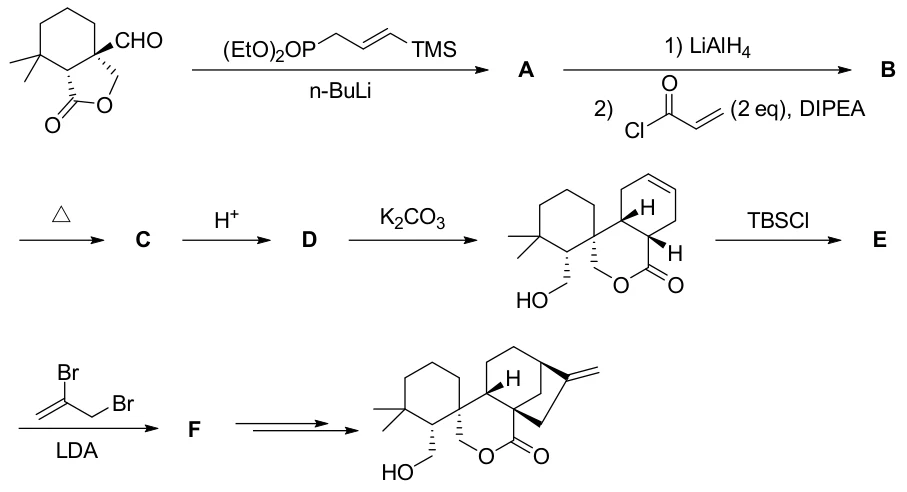 CHO
O
O
(EtO)₂OP
TMS
n-BuLi
A
1) LiAlH₄
2)
O
Cl
(2 eq), DIPEA
B
△
C
H⁺
D
K₂CO₃
H
H
HO
O
O
TBSCl
E
Br
Br
LDA
F
H
HO
O
O